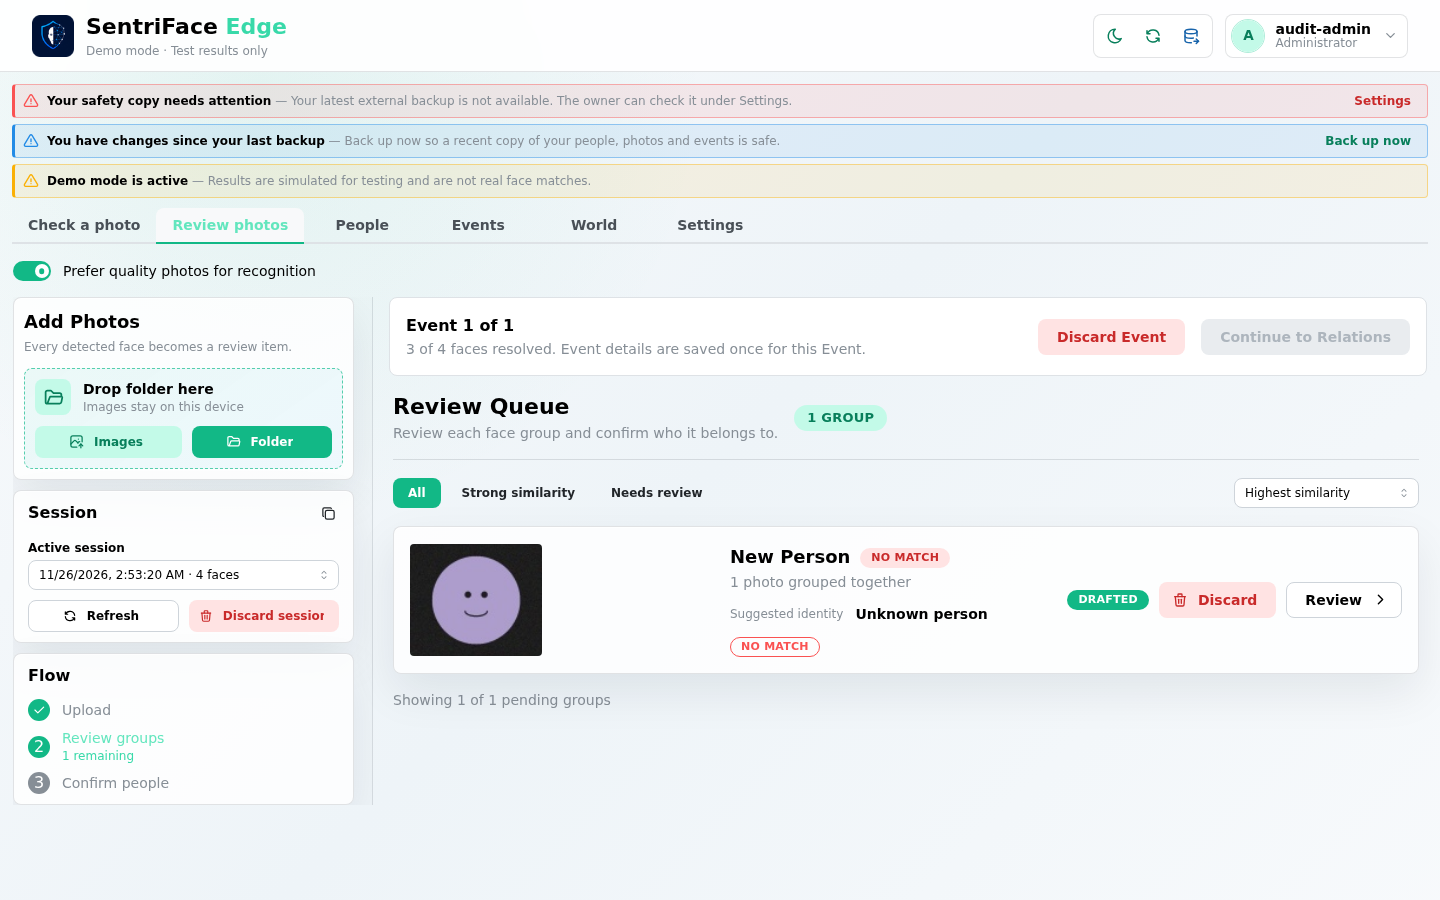 SentriFace Edge
Demo mode · Test results only
A
audit-admin
Administrator
Your safety copy needs attention — Your latest external backup is not available. The owner can check it under Settings.
Settings
You have changes since your last backup — Back up now so a recent copy of your people, photos and events is safe.
Back up now
Demo mode is active — Results are simulated for testing and are not real face matches.
Check a photo
Review photos
People
Events
World
Settings
Prefer quality photos for recognition
Add Photos
Every detected face becomes a review item.
Drop folder here
Images stay on this device
Images
Folder
Session
Active session
11/26/2026, 2:53:20 AM · 4 faces
Refresh
Discard session
Flow
Upload
2
Review groups
1 remaining
3
Confirm people
Event 1 of 1
3 of 4 faces resolved. Event details are saved once for this Event.
Discard Event
Continue to Relations
Review Queue
Review each face group and confirm who it belongs to.
1 GROUP
All
Strong similarity
Needs review
Highest similarity
New Person
NO MATCH
1 photo grouped together
Suggested identity
Unknown person
NO MATCH
DRAFTED
Discard
Review
Showing 1 of 1 pending groups